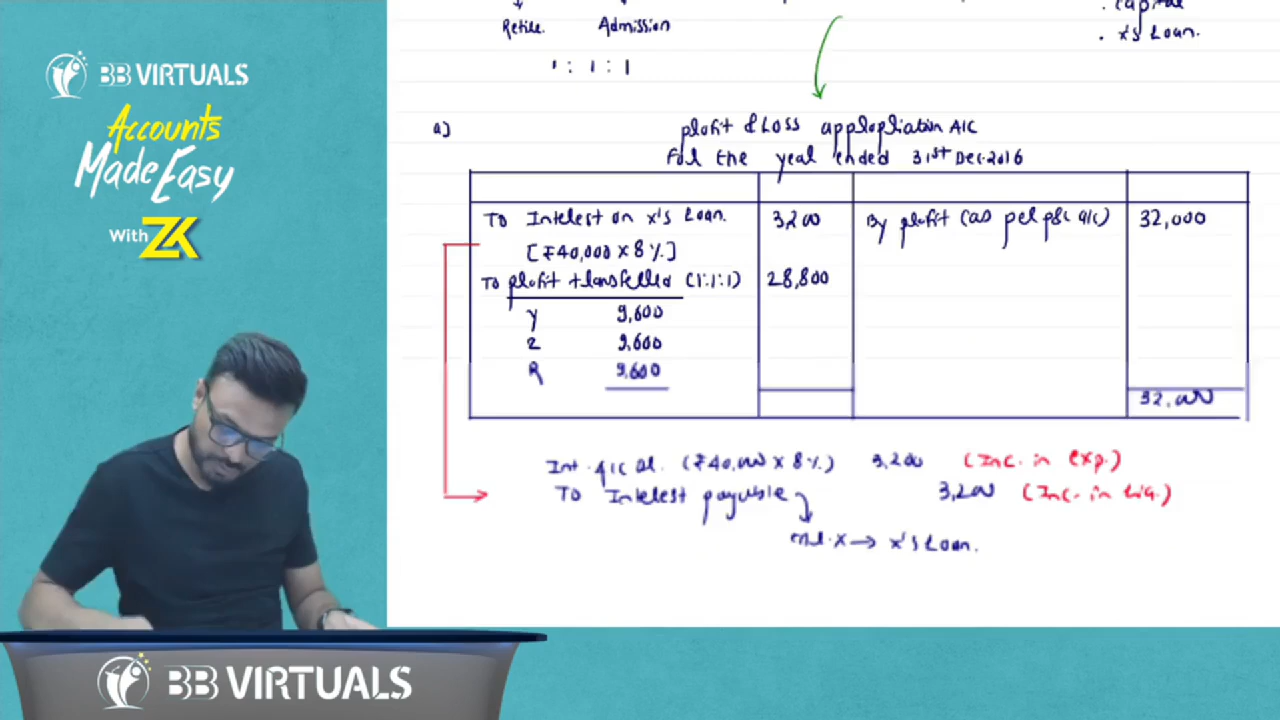 BB VIRTUALS
Accounts
Made Easy
With ZK
Retire. Admission
1 : 1 : 1
. Capital
. X's Loan.
a) Profit & Loss appropriation A/C
For the year ended 31st Dec. 2016
To Interest on X's Loan. 3,200 By profit (as per P&L a/c) 32,000
[₹40,000 x 8%]
To profit transferred (1:1:1) 28,800
Y 9,600
Z 9,600
R 9,600
32,000
Int. A/C Dr. (₹40,000 x 8%) 3,200 (Inc. in exp.)
To Interest payable 3,200 (Inc. in Lia.)
X → X's Loan.
BB VIRTUALS